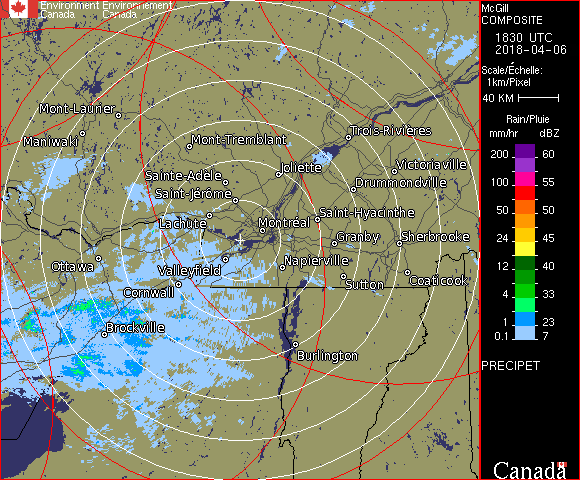 Environment Environnement
Canada Canada
Mont-Laurier
Maniwaki
Mont-Tremblant
Trois-Rivières
Joliette
Victoriaville
Sainte-Adèle
Drummondville
Saint-Jérôme
Saint-Hyacinthe
Lachute
Montréal
Granby
Sherbrooke
Ottawa
Valleyfield
Napierville
Cornwall
Sutton
Coaticook
Brockville
Burlington
McGill
COMPOSITE
1830 UTC
2018-04-06
Scale/Échelle:
1km/Pixel
40 KM
Rain/Pluie
mm/hr dBZ
200 60
155
100 55
50 50
24 45
12 40
4 33
1 23
0.1 7
PRECIPET
Canada